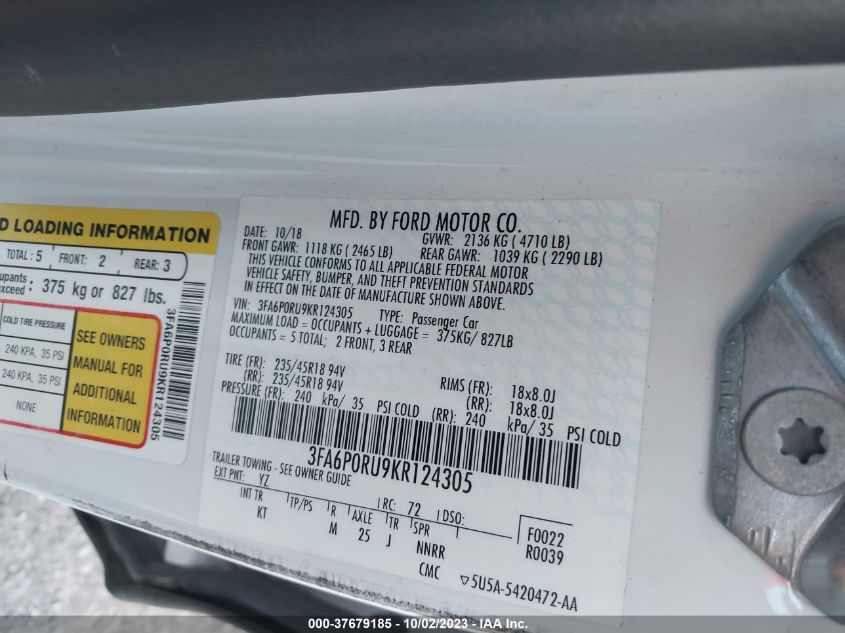 D LOADING INFORMATION
TOTAL: 5 FRONT: 2 REAR: 3
upants
exceed: 375 kg or 827 lbs.
COLD TIRE PRESSURE
240 KPA, 35 PSI
240 KPA, 35 PSI
NONE
SEE OWNERS
MANUAL FOR
ADDITIONAL
INFORMATION
3FA6P0RU9KR124305
MFD. BY FORD MOTOR CO.
DATE: 10/18 GVWR: 2136 KG ( 4710 LB)
FRONT GAWR: 1118 KG ( 2465 LB) REAR GAWR: 1039 KG ( 2290 LB)
THIS VEHICLE CONFORMS TO ALL APPLICABLE FEDERAL MOTOR
VEHICLE SAFETY, BUMPER, AND THEFT PREVENTION STANDARDS
IN EFFECT ON THE DATE OF MANUFACTURE SHOWN ABOVE.
VIN: 3FA6P0RU9KR124305 TYPE: Passenger Car
MAXIMUM LOAD = OCCUPANTS + LUGGAGE = 375KG/ 827LB
OCCUPANTS = 5 TOTAL; 2 FRONT, 3 REAR
TIRE (FR): 235/45R18 94V RIMS (FR): 18x8.0J
(RR): 235/45R18 94V (RR): 18x8.0J
PRESSURE (FR): 240 kPa/ 35 PSI COLD (RR): 240 kPa/ 35 PSI COLD
3FA6P0RU9KR124305
TRAILER TOWING - SEE OWNER GUIDE
EXT PNT: YZ RC: 72 DSO:
INT TR TP/PS R AXLE TR SPR
KT M 25 J NNRR
CMC
F0022
R0039
▽5U5A-5420472-AA
000-37679185 - 10/02/2023 - IAA Inc.